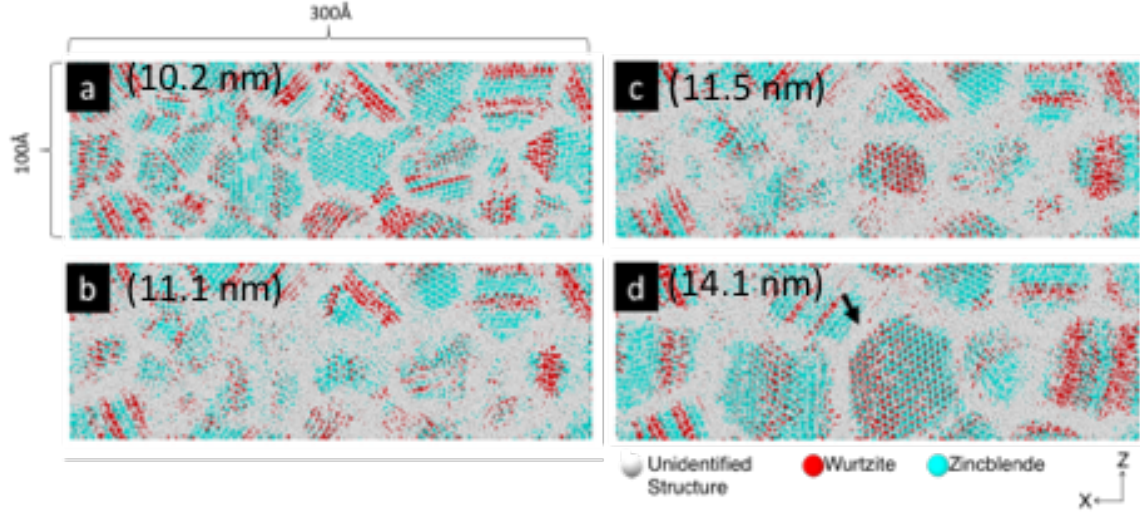 300Å
100Å
a (10.2 nm)
c (11.5 nm)
b (11.1 nm)
d (14.1 nm)
Unidentified Structure
Wurtzite
Zincblende
Z
X